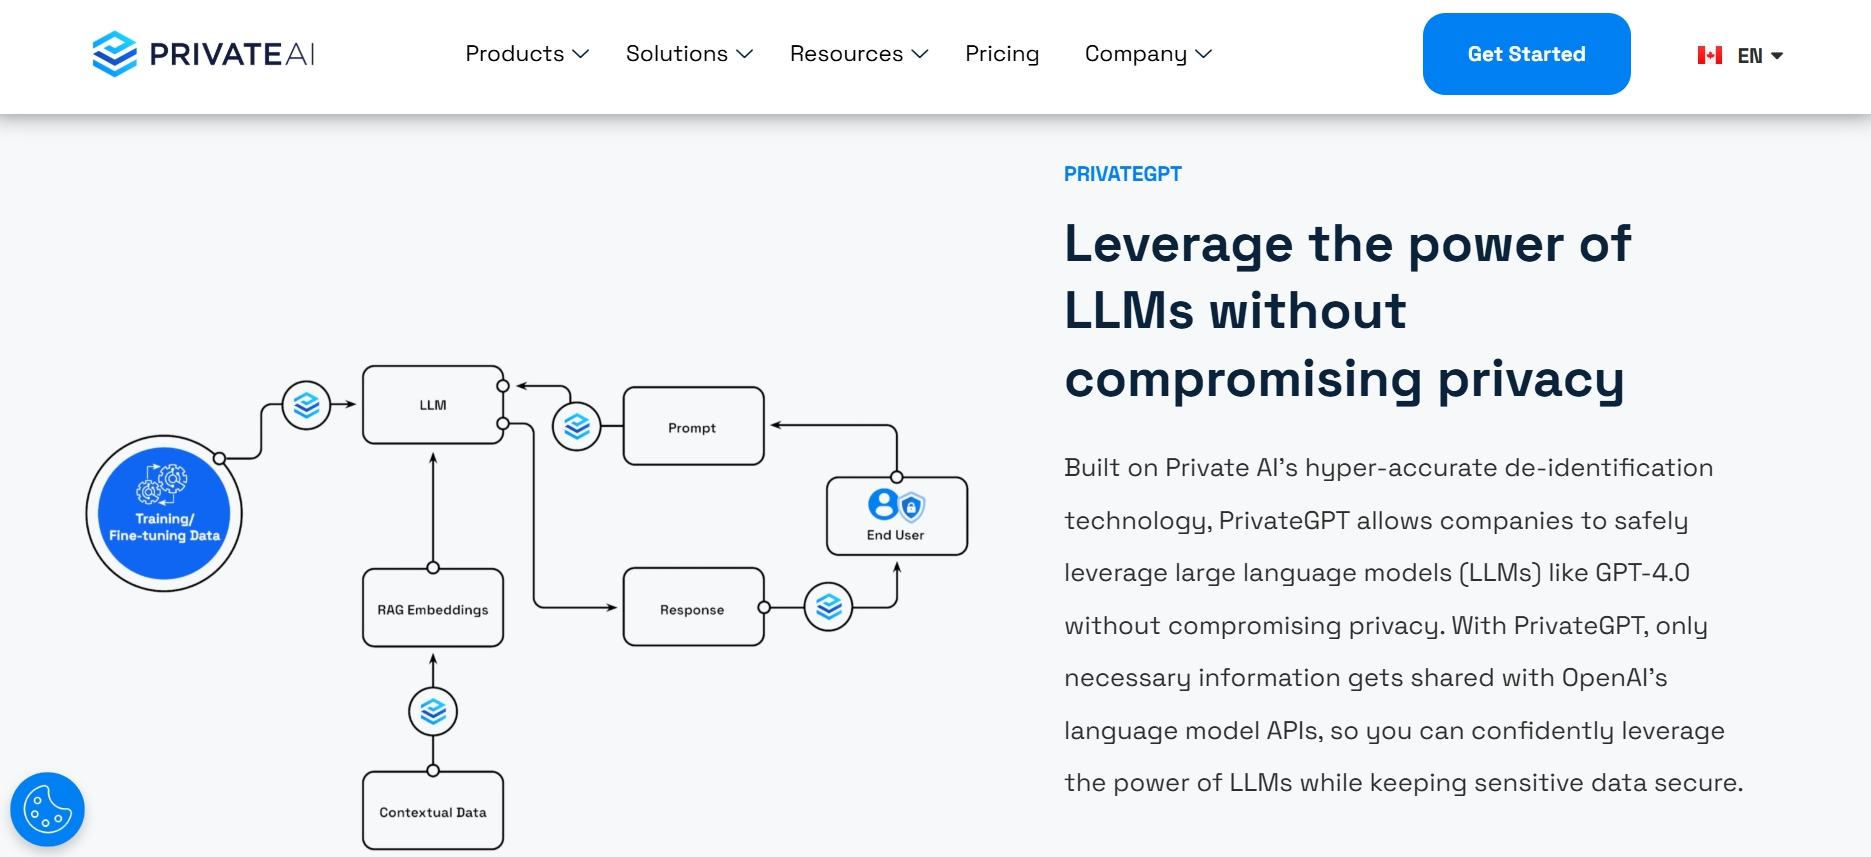 PRIVATEAI
Products
Solutions
Resources
Pricing
Company
Get Started
EN
PRIVATEGPT
Leverage the power of
LLMs without
compromising privacy
Built on Private AI’s hyper-accurate de-identification
technology, PrivateGPT allows companies to safely
leverage large language models (LLMs) like GPT-4.0
without compromising privacy. With PrivateGPT, only
necessary information gets shared with OpenAI’s
language model APIs, so you can confidently leverage
the power of LLMs while keeping sensitive data secure.
LLM
Prompt
Training/
Fine-tuning Data
End User
RAG Embeddings
Response
Contextual Data